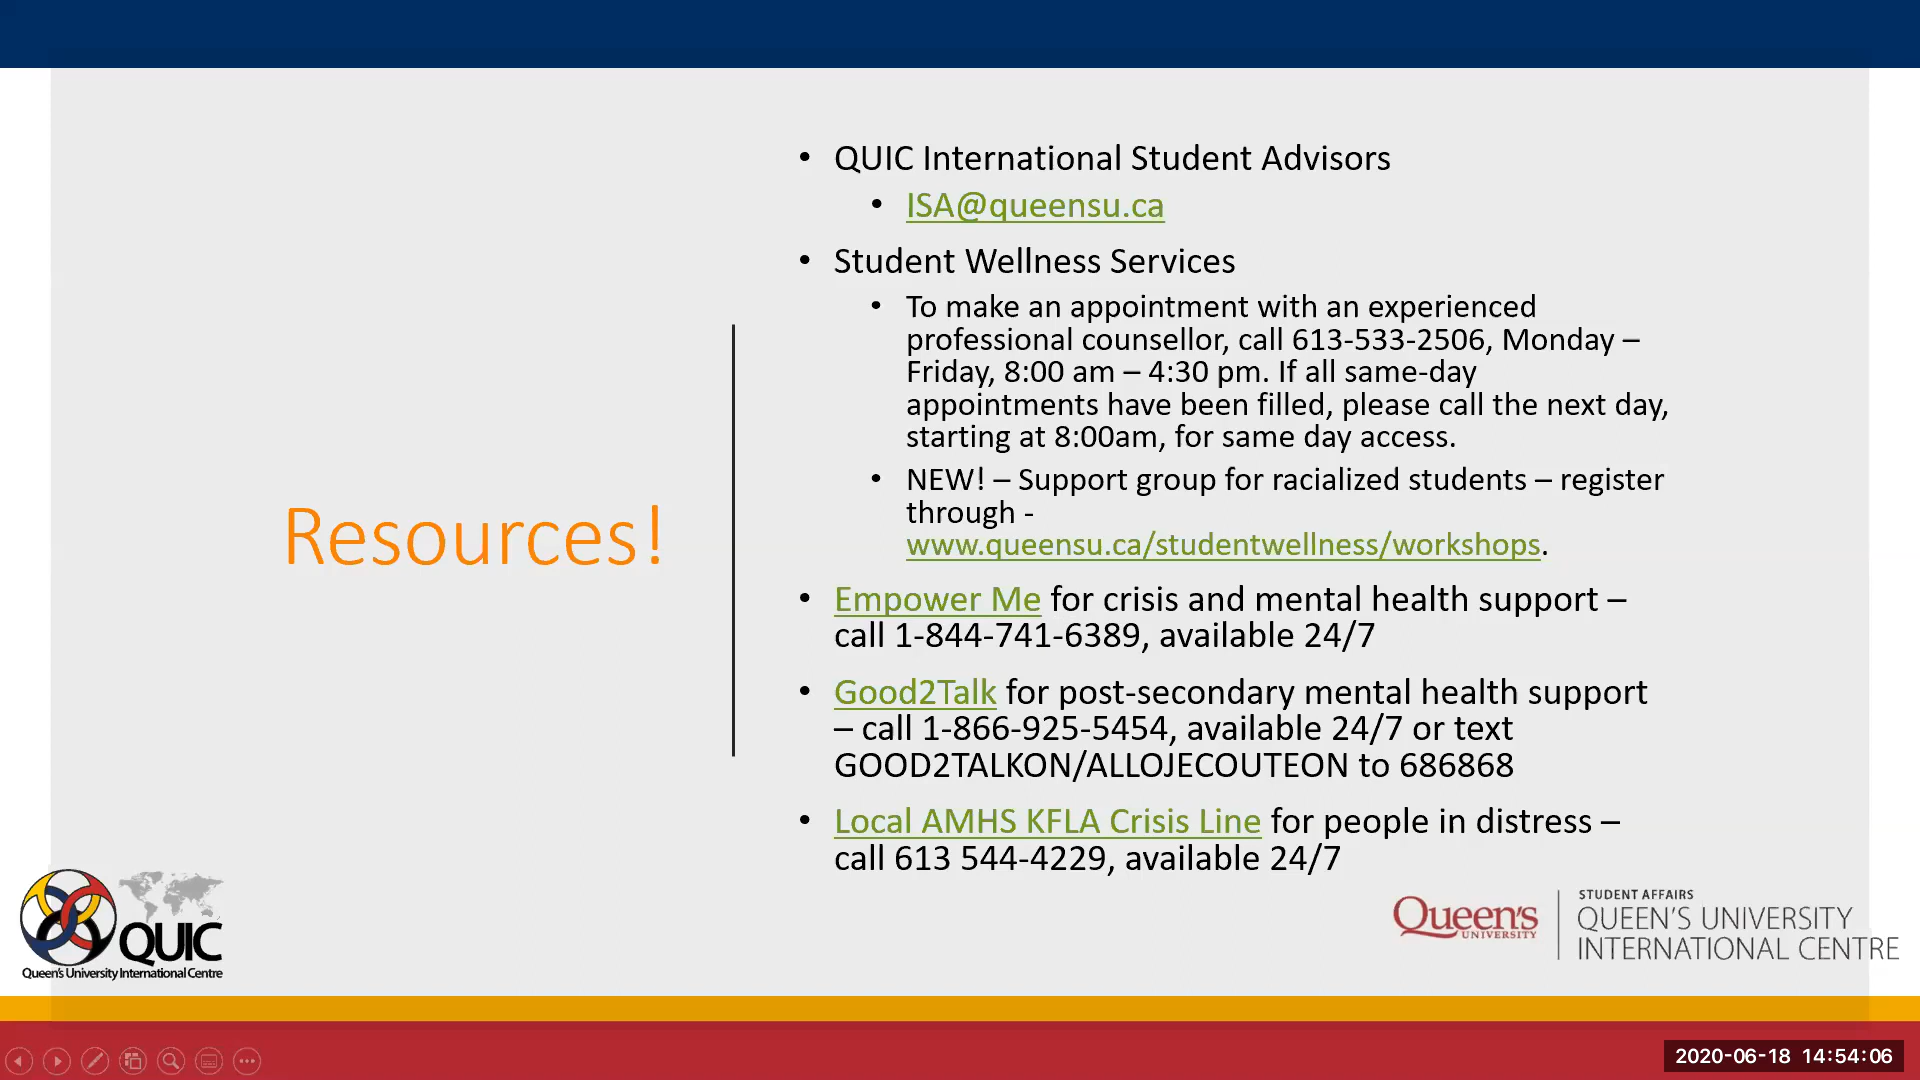 • QUIC International Student Advisors
• ISA@queensu.ca
• Student Wellness Services
• To make an appointment with an experienced
professional counsellor, call 613-533-2506, Monday –
Friday, 8:00 am – 4:30 pm. If all same-day
appointments have been filled, please call the next day,
starting at 8:00am, for same day access.
• NEW! – Support group for racialized students – register
through -
www.queensu.ca/studentwellness/workshops.
Resources!
• Empower Me for crisis and mental health support –
call 1-844-741-6389, available 24/7
• Good2Talk for post-secondary mental health support
– call 1-866-925-5454, available 24/7 or text
GOOD2TALKON/ALLOJECOUTEON to 686868
• Local AMHS KFLA Crisis Line for people in distress –
call 613 544-4229, available 24/7
QUIC
Queen's University International Centre
Queen's
UNIVERSITY
STUDENT AFFAIRS
QUEEN'S UNIVERSITY
INTERNATIONAL CENTRE
2020-06-18 14:54:06